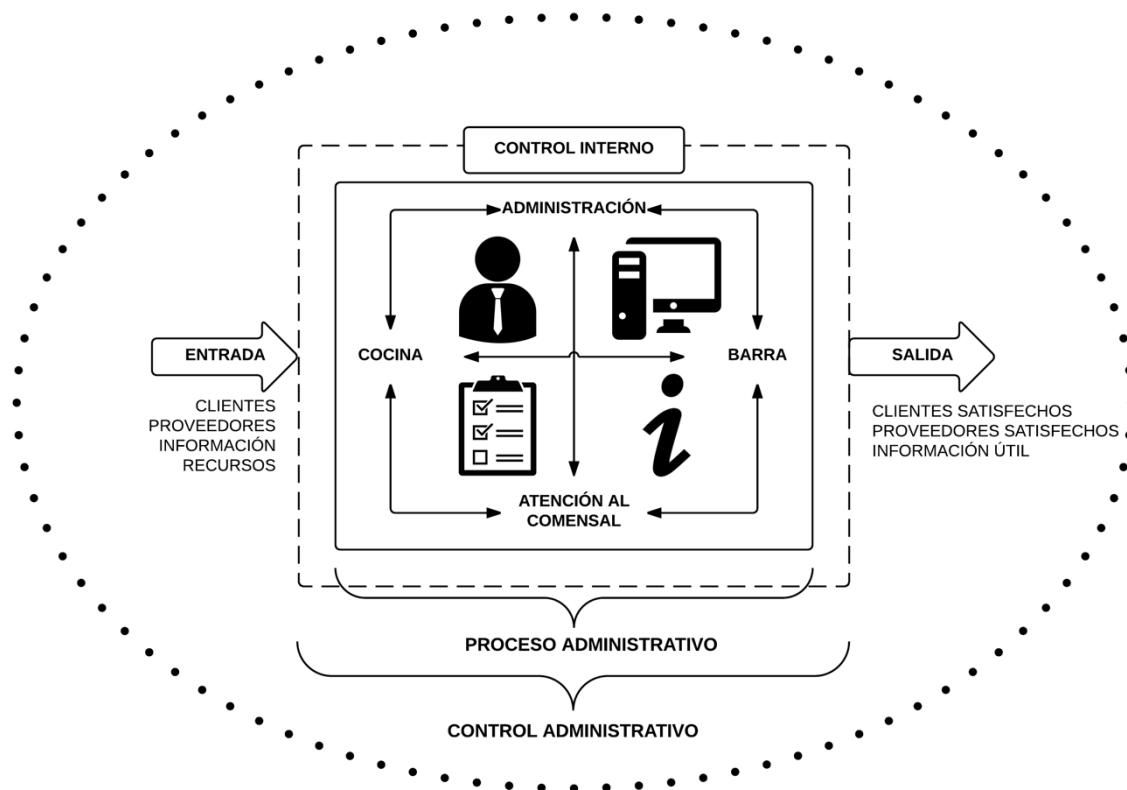 CONTROL INTERNO
ADMINISTRACIÓN
ENTRADA
COCINA
BARRA
SALIDA
CLIENTES
PROVEEDORES
INFORMACIÓN
RECURSOS
CLIENTES SATISFECHOS
PROVEEDORES SATISFECHOS
INFORMACIÓN ÚTIL
ATENCIÓN AL
COMENSAL
PROCESO ADMINISTRATIVO
CONTROL ADMINISTRATIVO